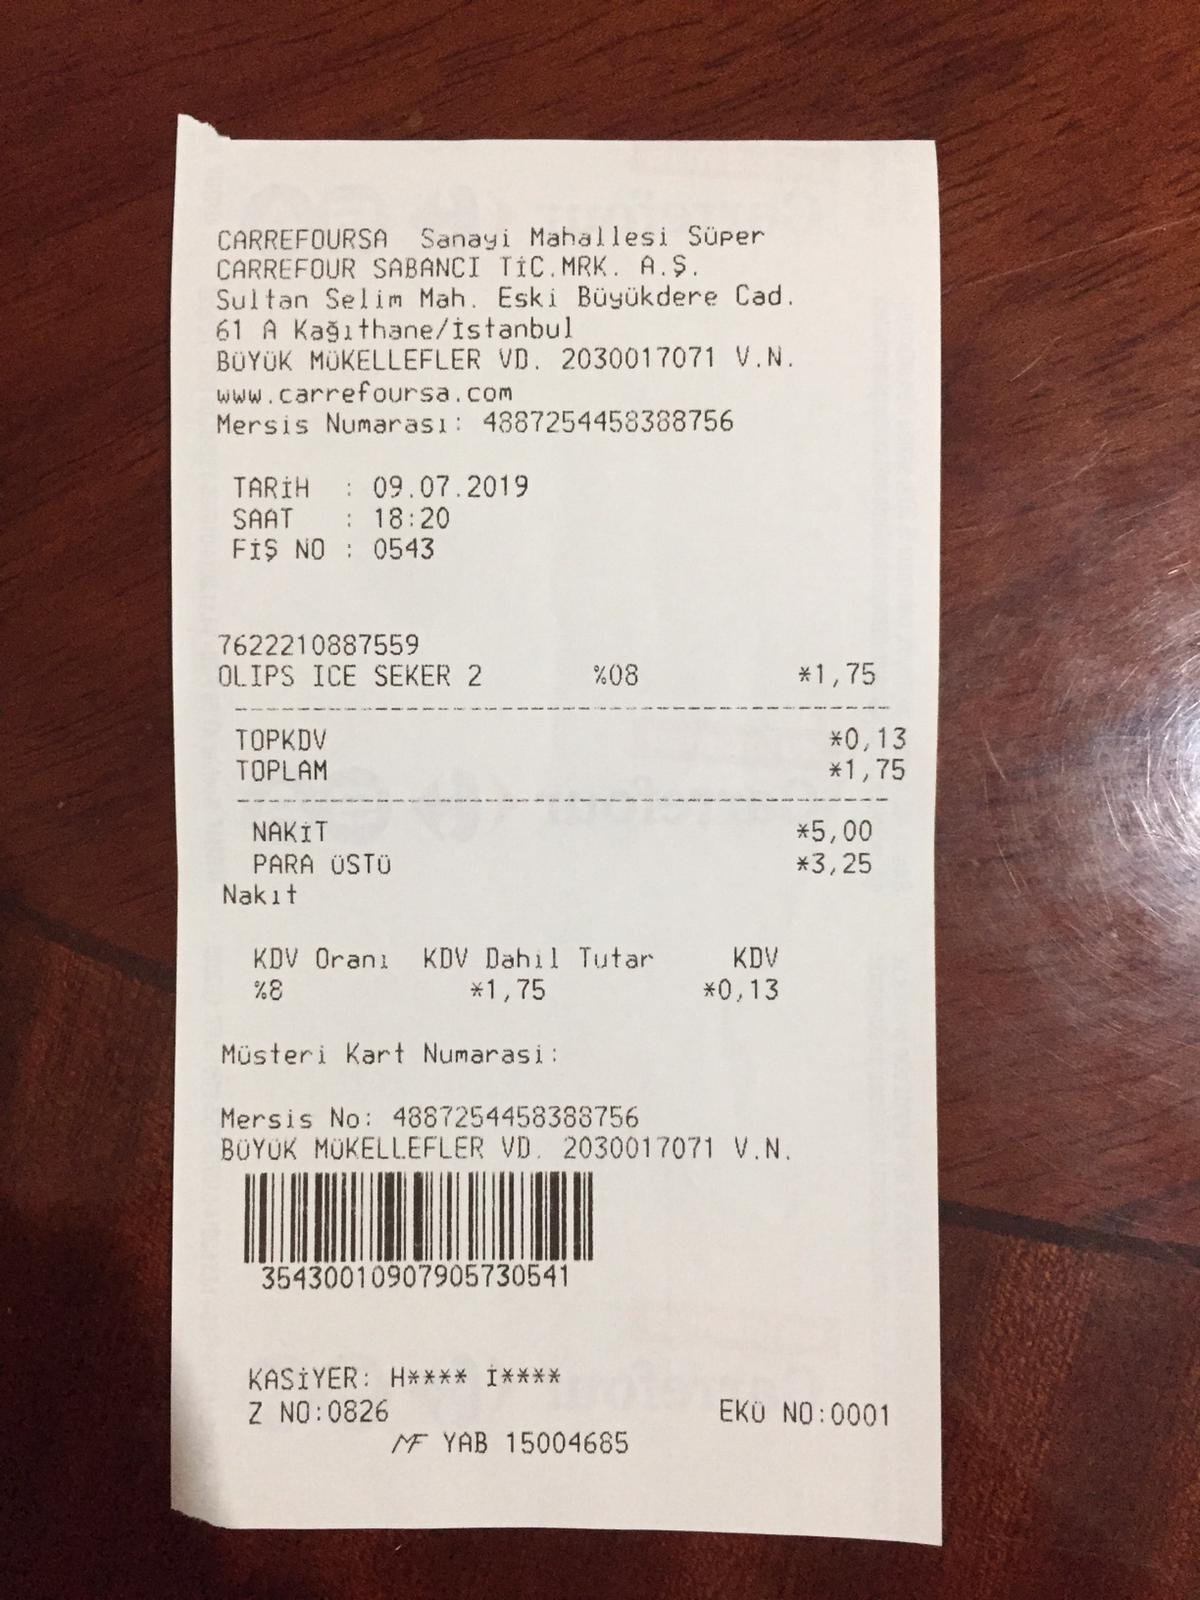 CARREFOURSA Sanayi Mahallesi Süper
CARREFOUR SABANCI TİC.MRK. A.Ş.
Sultan Selim Mah. Eski Büyükdere Cad.
61 A Kağıthane/İstanbul
BÜYÜK MÜKELLEFLER VD. 2030017071 V.N.
www.carrefoursa.com
Mersis Numarası: 4887254458388756
TARİH : 09.07.2019
SAAT : 18:20
FİŞ NO : 0543
7622210887559
OLIPS ICE SEKER 2 %08 *1,75
TOPKDV *0,13
TOPLAM *1,75
NAKİT *5,00
PARA ÜSTÜ *3,25
Nakıt
KDV Oranı KDV Dahil Tutar KDV
%8 *1,75 *0,13
Müsteri Kart Numarasi:
Mersis No: 4887254458388756
BÜYÜK MÜKELLEFLER VD. 2030017071 V.N.
35430010907905730541
KASİYER: H**** İ****
Z NO:0826 EKÜ NO:0001
MF YAB 15004685